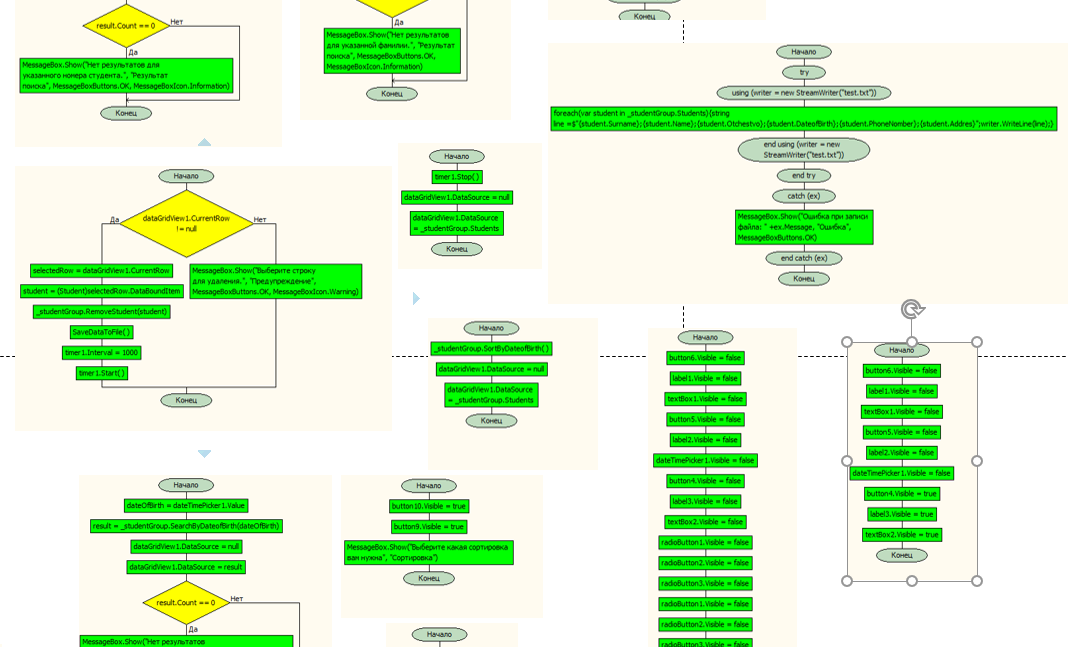 result.Count == 0
Нет
Да
MessageBox.Show("Нет результатов для
указанного номера студента.", "Результат
поиска", MessageBoxButtons.OK, MessageBoxIcon.Information)
Конец
Да
MessageBox.Show("Нет результатов
для указанной фамилии.", "Результат
поиска", MessageBoxButtons.OK,
MessageBoxIcon.Information)
Конец
Конец
Начало
try
using (writer = new StreamWriter("test.txt"))
foreach(var student in _studentGroup.Students){string
line =$"{student.Surname};{student.Name};{student.Otchestvo};{student.DateofBirth};{student.PhoneNomber};{student.Addres}";writer.WriteLine(line);}
end using (writer = new
StreamWriter("test.txt"))
end try
catch (ex)
MessageBox.Show("Ошибка при записи
файла: " +ex.Message, "Ошибка",
MessageBoxButtons.OK)
end catch (ex)
Конец
Начало
timer1.Stop()
dataGridView1.DataSource = null
dataGridView1.DataSource
= _studentGroup.Students
Конец
Начало
dataGridView1.CurrentRow
!= null
Да
Нет
selectedRow = dataGridView1.CurrentRow
student = (Student)selectedRow.DataBoundItem
_studentGroup.RemoveStudent(student)
SaveDataToFile()
timer1.Interval = 1000
timer1.Start()
MessageBox.Show("Выберите строку
для удаления.", "Предупреждение",
MessageBoxButtons.OK, MessageBoxIcon.Warning)
Конец
Начало
_studentGroup.SortByDateofBirth()
dataGridView1.DataSource = null
dataGridView1.DataSource
= _studentGroup.Students
Конец
Начало
button6.Visible = false
label1.Visible = false
textBox1.Visible = false
button5.Visible = false
label2.Visible = false
dateTimePicker1.Visible = false
button4.Visible = false
label3.Visible = false
textBox2.Visible = false
radioButton1.Visible = false
radioButton2.Visible = false
radioButton3.Visible = false
radioButton1.Visible = false
radioButton2.Visible = false
radioButton3.Visible = false
Начало
button6.Visible = false
label1.Visible = false
textBox1.Visible = false
button5.Visible = false
label2.Visible = false
dateTimePicker1.Visible = false
button4.Visible = true
label3.Visible = true
textBox2.Visible = true
Конец
Начало
dateOfBirth = dateTimePicker1.Value
result = _studentGroup.SearchByDateofBirth(dateOfBirth)
dataGridView1.DataSource = null
dataGridView1.DataSource = result
result.Count == 0
Нет
Да
MessageBox.Show("Нет результатов
Начало
button10.Visible = true
button9.Visible = true
MessageBox.Show("Выберите какая сортировка
ван нужна", "Сортировка")
Конец
Начало